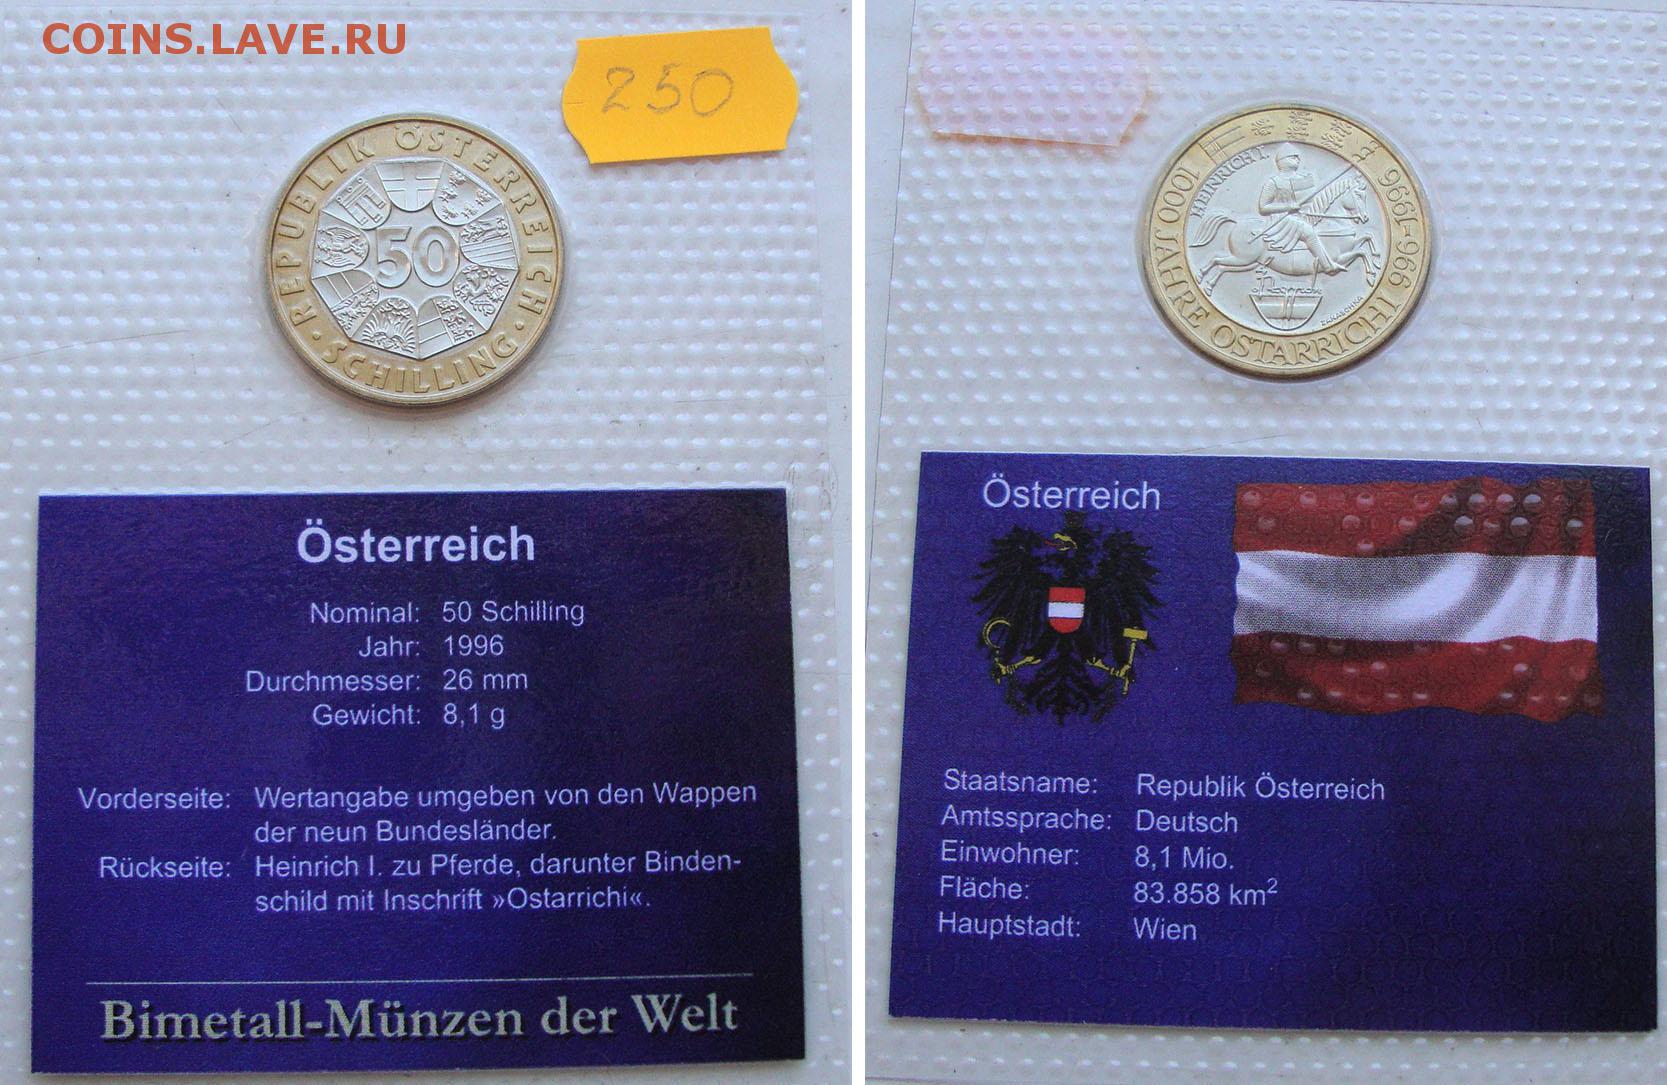 COINS.LAVE.RU
250
REPUBLIK ÖSTERREICH
50
· SCHILLING ·
Österreich
Nominal: 50 Schilling
Jahr: 1996
Durchmesser: 26 mm
Gewicht: 8,1 g
Vorderseite: Wertangabe umgeben von den Wappen
der neun Bundesländer.
Rückseite: Heinrich I. zu Pferde, darunter Binden-
schild mit Inschrift »Ostarrichi«.
Bimetall-Münzen der Welt
1000 JAHRE OSTARRICHI 996-1996
HEINRICH I.
Österreich
Staatsname: Republik Österreich
Amtssprache: Deutsch
Einwohner: 8,1 Mio.
Fläche: 83.858 km²
Hauptstadt: Wien